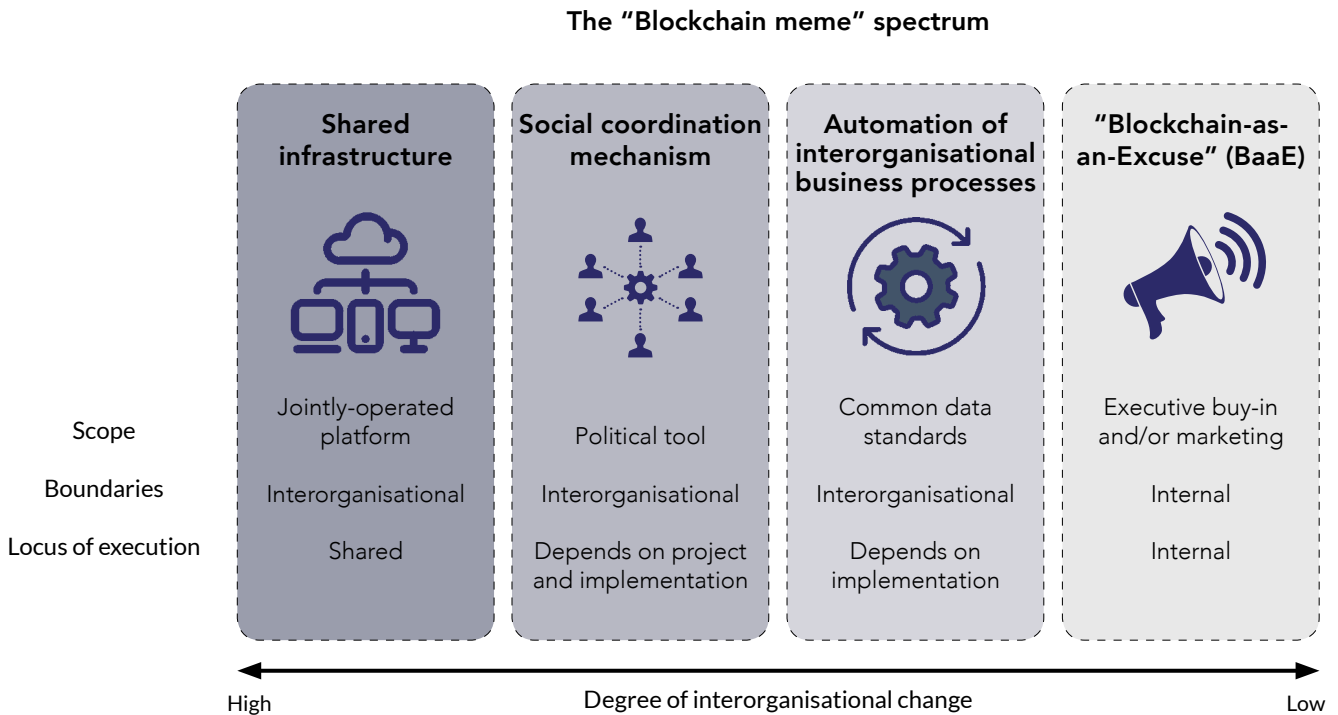 The “Blockchain meme” spectrum
Shared
infrastructure
Social coordination
mechanism
Automation of
interorganisational
business processes
“Blockchain-as-
an-Excuse” (BaaE)
Scope
Jointly-operated
platform
Political tool
Common data
standards
Executive buy-in
and/or marketing
Boundaries
Interorganisational
Interorganisational
Interorganisational
Internal
Locus of execution
Shared
Depends on project
and implementation
Depends on
implementation
Internal
High
Degree of interorganisational change
Low